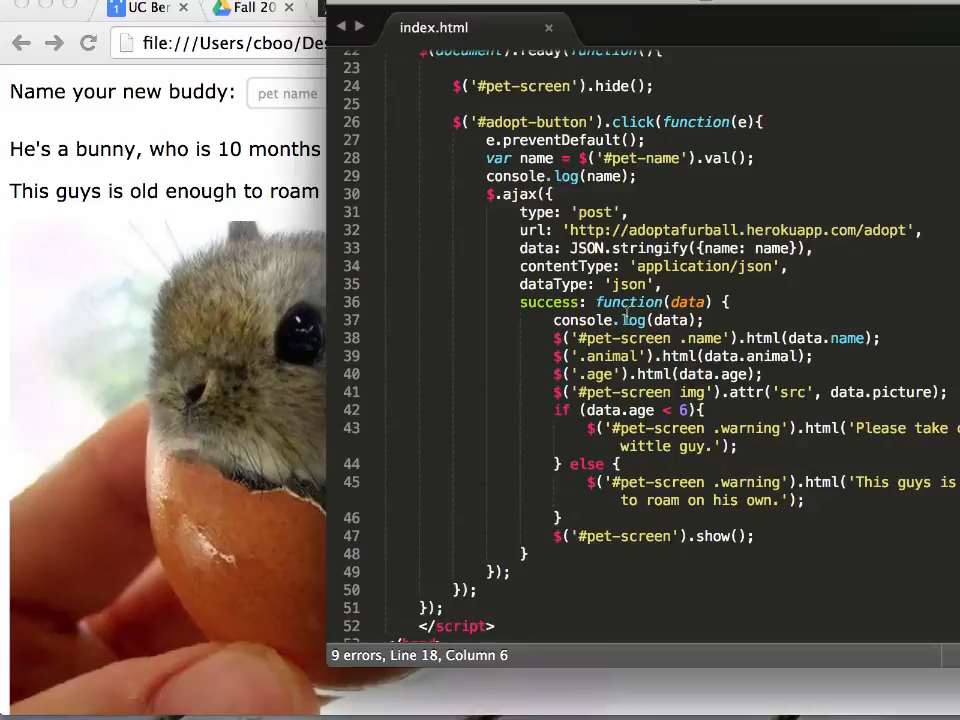 UC Ber
Fall 20
file:///Users/cboo/De
Name your new buddy:
pet name
He's a bunny, who is 10 months
This guys is old enough to roam
index.html
22 $(document).ready(function(){
23
24 $('#pet-screen').hide();
25
26 $('#adopt-button').click(function(e){
27 e.preventDefault();
28 var name = $('#pet-name').val();
29 console.log(name);
30 $.ajax({
31 type: 'post',
32 url: 'http://adoptafurball.herokuapp.com/adopt',
33 data: JSON.stringify({name: name}),
34 contentType: 'application/json',
35 dataType: 'json',
36 success: function(data) {
37 console.log(data);
38 $('#pet-screen .name').html(data.name);
39 $('.animal').html(data.animal);
40 $('.age').html(data.age);
41 $('#pet-screen img').attr('src', data.picture);
42 if (data.age < 6){
43 $('#pet-screen .warning').html('Please take
wittle guy.');
44 } else {
45 $('#pet-screen .warning').html('This guys is
to roam on his own.');
46 }
47 $('#pet-screen').show();
48 }
49 });
50 });
51 });
52 </script>
9 errors, Line 18, Column 6